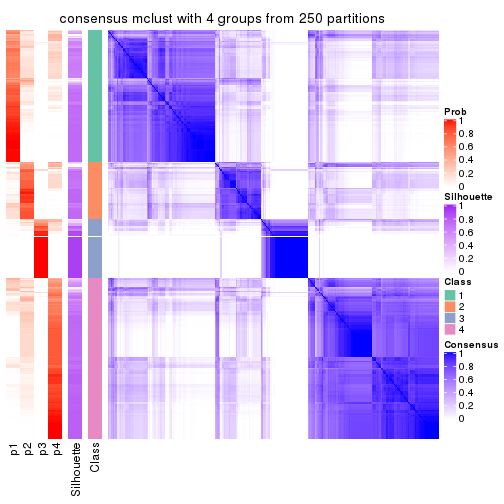 consensus mclust with 4 groups from 250 partitions
Prob
1
0.8
0.6
0.4
0.2
0
Silhouette
1
0.8
0.6
0.4
0.2
0
Class
1
2
3
4
Consensus
1
0.8
0.6
0.4
0.2
0
p1
p2
p3
p4
Silhouette
Class